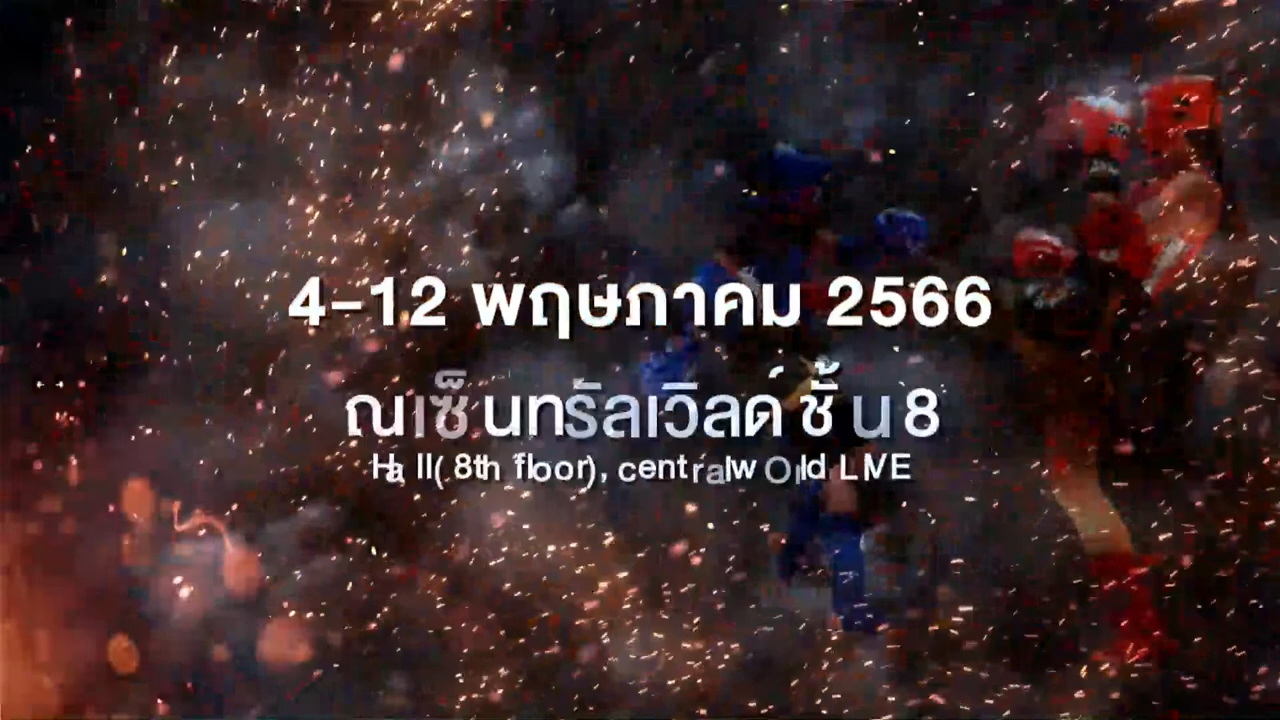 4-12 พฤษภาคม 2566
ณ เซ็นทรัลเวิลด์ ชั้น 8
Hall (8th floor), centralwOrld LIVE